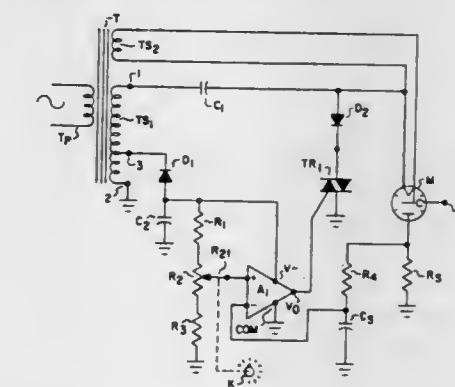 T
TS2
1
C1
D2
TS1
Tp
3
D1
TR1
M
2
C2
R1
R21
V-
R4
R5
R2
+
A1
-
V0
C3
R3
COM
K